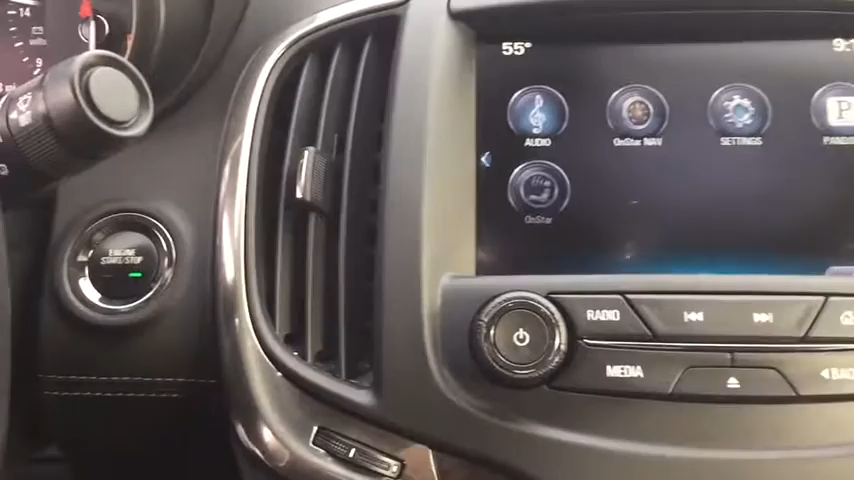 55°
AUDIO
OnStar NAV
SETTINGS
OnStar
ENGINE
START/STOP
RADIO
MEDIA
BACK